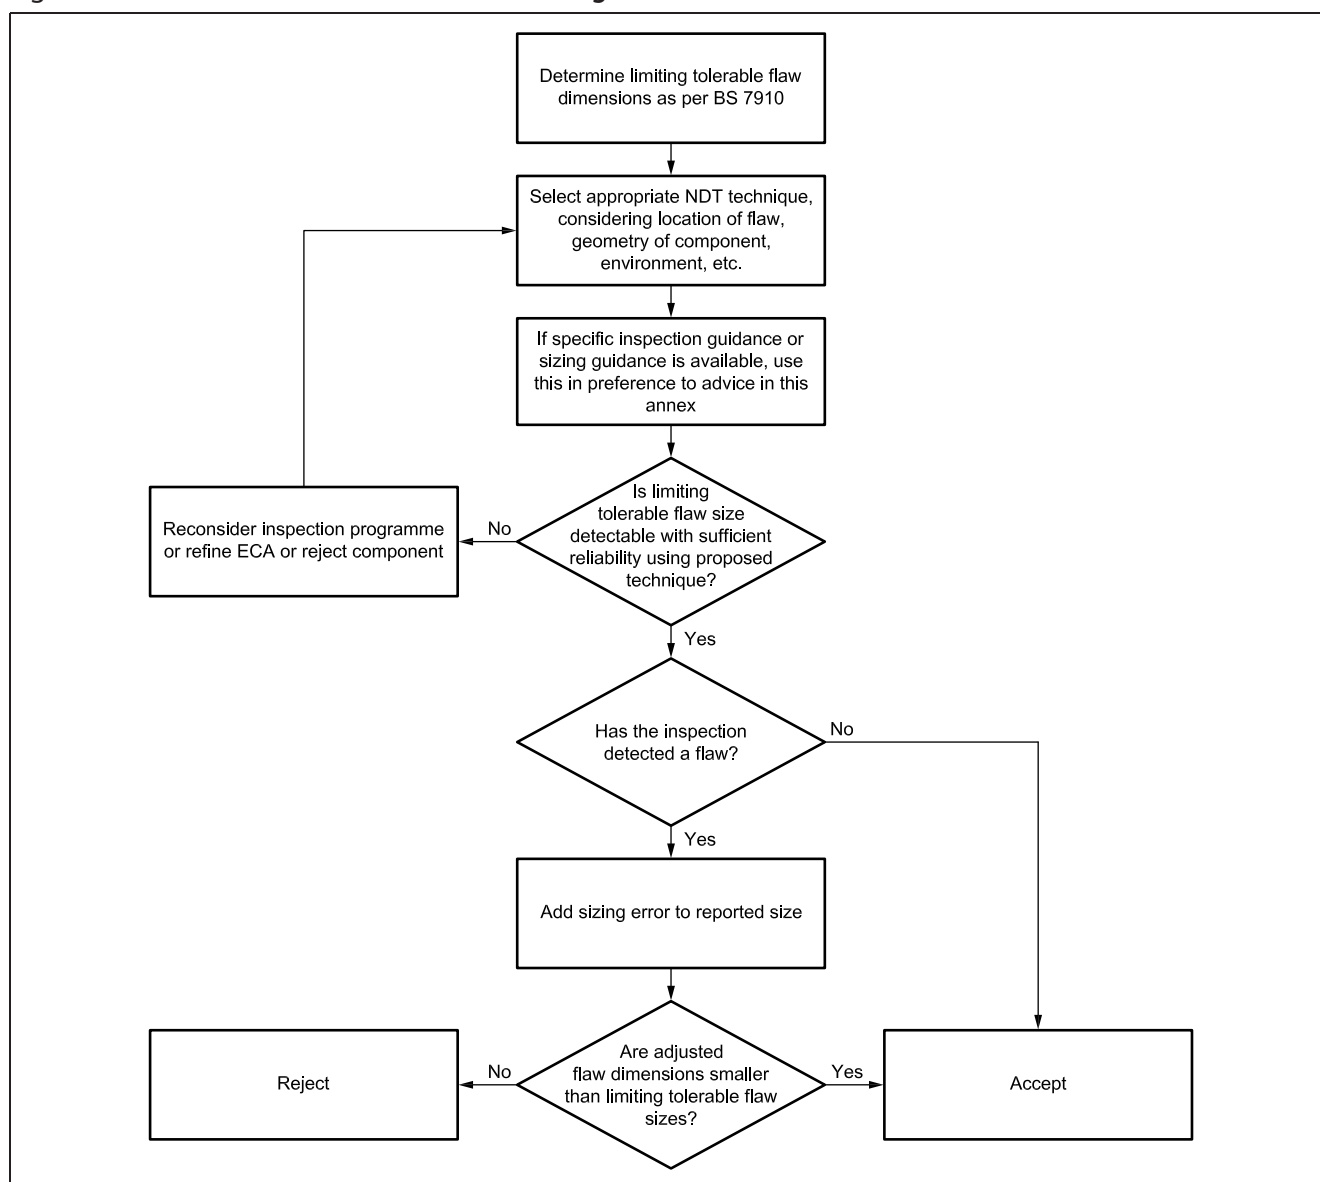 Determine limiting tolerable flaw
dimensions as per BS 7910
Select appropriate NDT technique,
considering location of flaw,
geometry of component,
environment, etc.
If specific inspection guidance or
sizing guidance is available, use
this in preference to advice in this
annex
Is limiting
tolerable flaw size
detectable with sufficient
reliability using proposed
technique?
No
Reconsider inspection programme
or refine ECA or reject component
Yes
Has the inspection
detected a flaw?
No
Yes
Add sizing error to reported size
Are adjusted
flaw dimensions smaller
than limiting tolerable flaw
sizes?
No
Reject
Yes
Accept